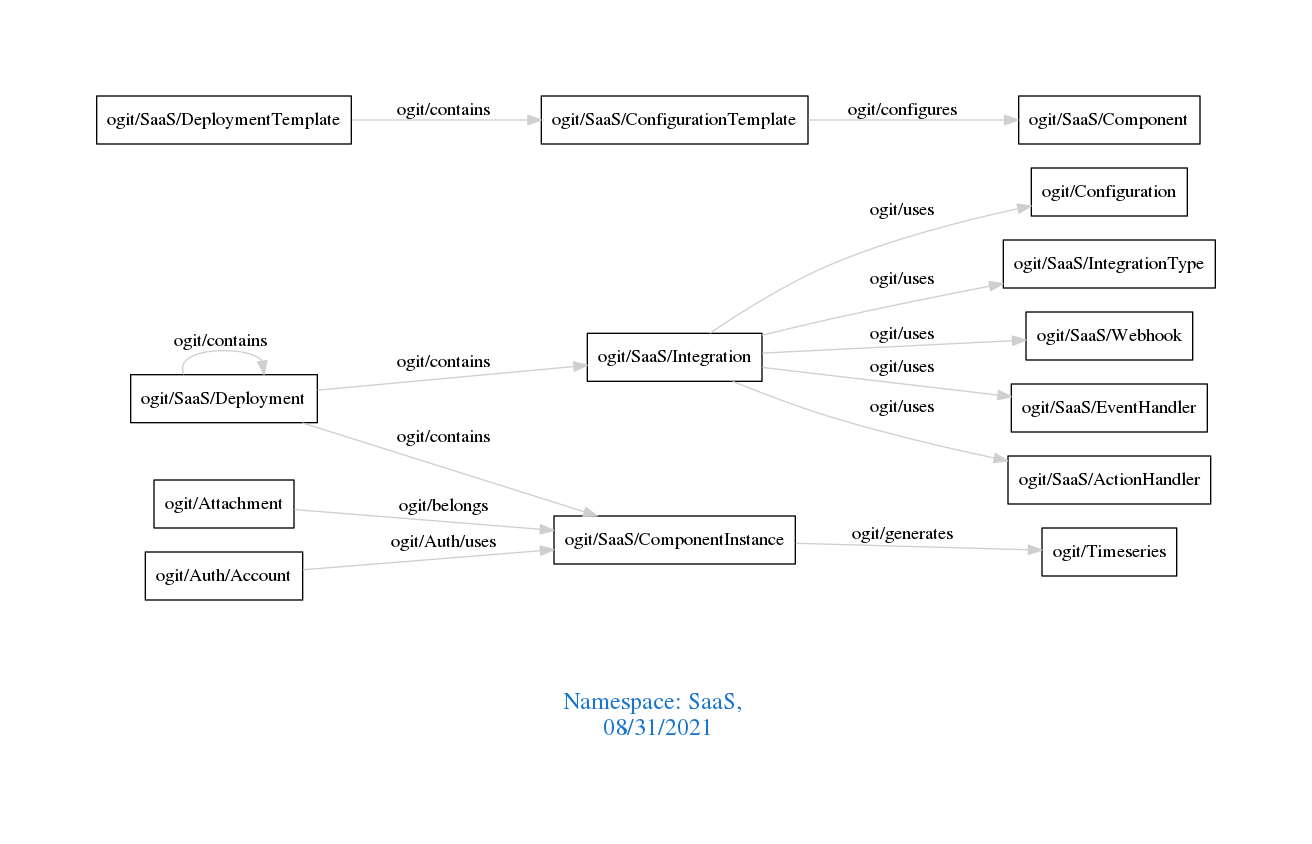 ogit/SaaS/DeploymentTemplate
ogit/contains
ogit/SaaS/ConfigurationTemplate
ogit/configures
ogit/SaaS/Component
ogit/Configuration
ogit/uses
ogit/SaaS/IntegrationType
ogit/uses
ogit/contains
ogit/uses
ogit/SaaS/Webhook
ogit/contains
ogit/SaaS/Integration
ogit/uses
ogit/SaaS/Deployment
ogit/uses
ogit/SaaS/EventHandler
ogit/contains
ogit/SaaS/ActionHandler
ogit/Attachment
ogit/belongs
ogit/Auth/uses
ogit/SaaS/ComponentInstance
ogit/generates
ogit/Timeseries
ogit/Auth/Account
Namespace: SaaS,
08/31/2021